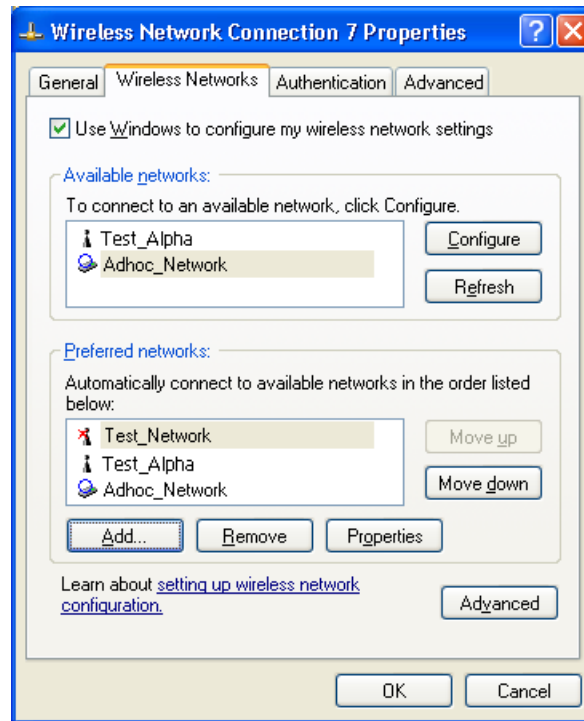 Wireless Network Connection 7 Properties
General Wireless Networks Authentication Advanced
Use Windows to configure my wireless network settings
Available networks:
To connect to an available network, click Configure.
Test_Alpha
Adhoc_Network
Configure
Refresh
Preferred networks:
Automatically connect to available networks in the order listed
below:
Test_Network
Test_Alpha
Adhoc_Network
Move up
Move down
Add... Remove Properties
Learn about setting up wireless network
configuration.
Advanced
OK Cancel